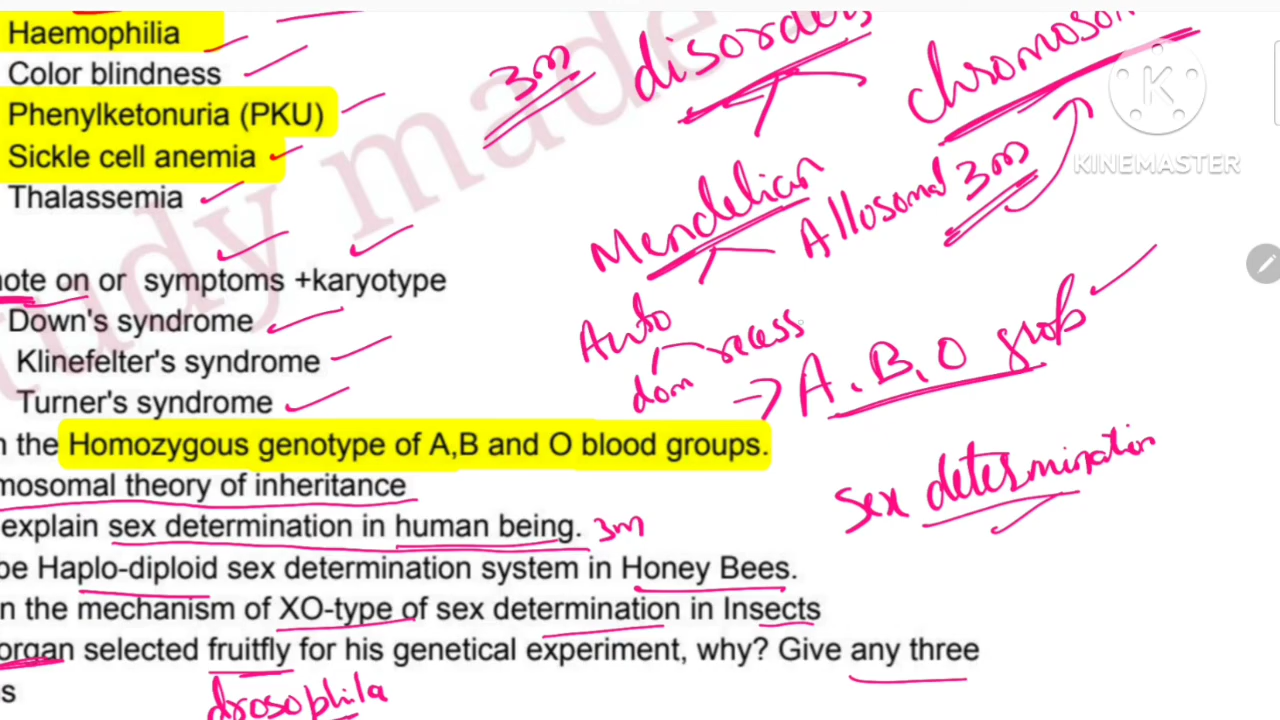 Haemophilia
Color blindness
Phenylketonuria (PKU)
Sickle cell anemia
Thalassemia
note on or symptoms +karyotype
Down's syndrome
Klinefelter's syndrome
Turner's syndrome
n the Homozygous genotype of A,B and O blood groups.
mosomal theory of inheritance
explain sex determination in human being. 3m
be Haplo-diploid sex determination system in Honey Bees.
n the mechanism of XO-type of sex determination in Insects
organ selected fruitfly for his genetical experiment, why? Give any three
s
drosophila
3m
disorders
chromosom
Mendelian
Allosomal 3m
Auto
dom recess
→ A, B, O
sex determination
KINEMASTER
study made